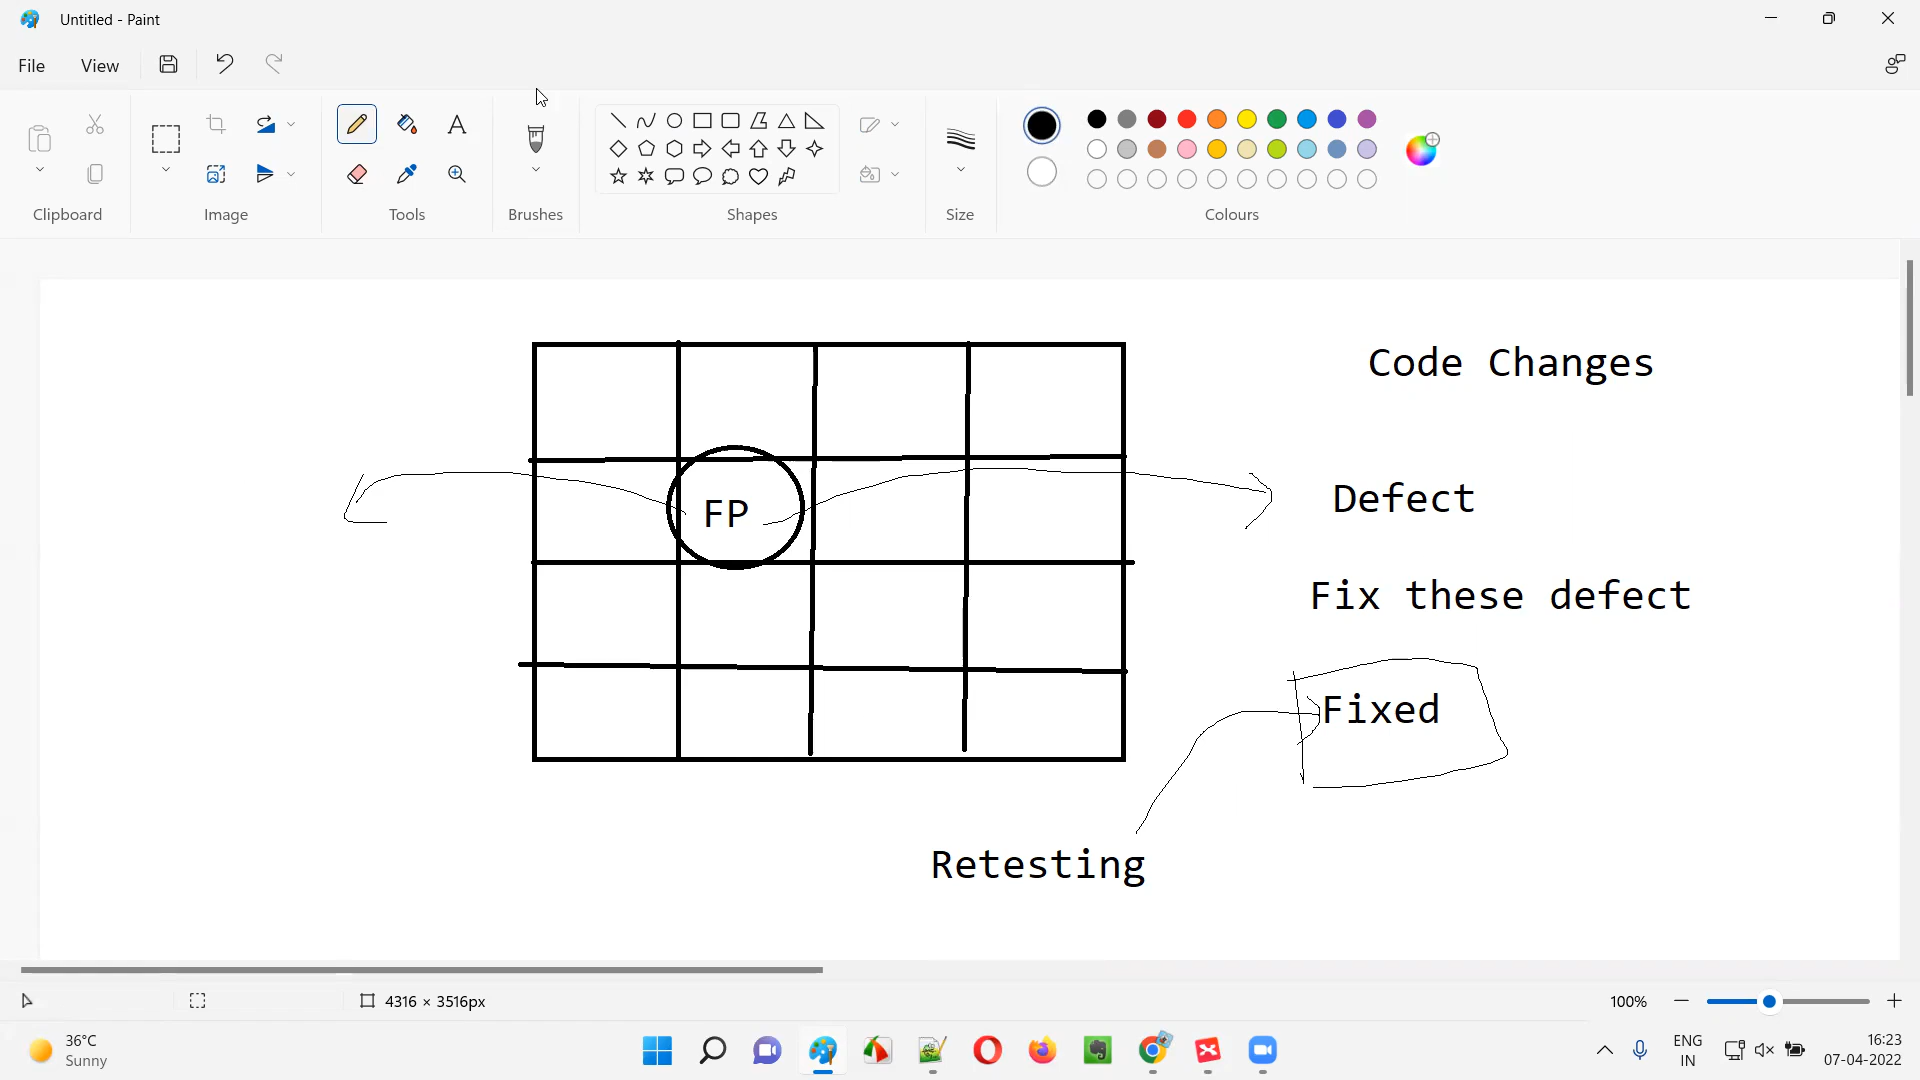 Untitled - Paint
File View
Clipboard Image Tools Brushes Shapes Size Colours
Code Changes
FP
Defect
Fix these defect
Fixed
Retesting
4316 × 3516px
100%
36°C
Sunny
ENG
IN
16:23
07-04-2022